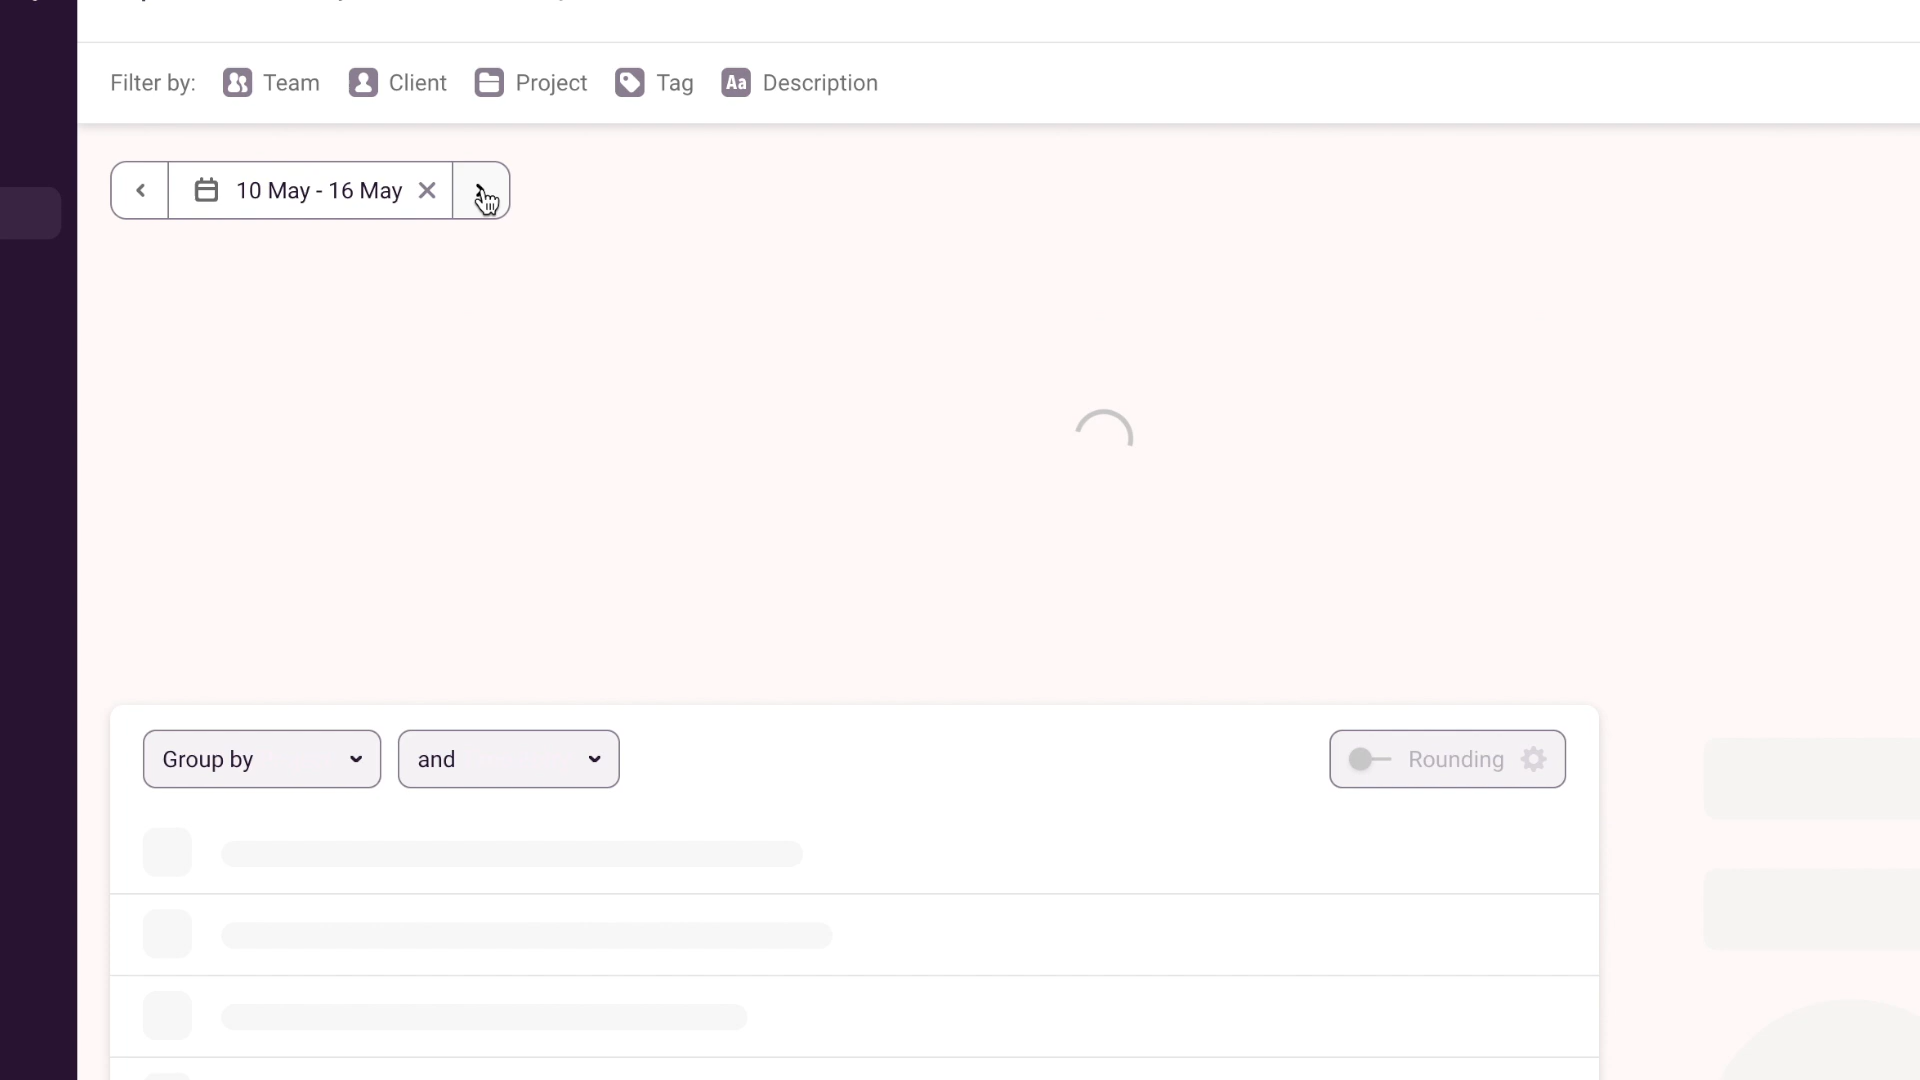 Filter by: Team Client Project Tag Aa Description
10 May - 16 May
Group by and Rounding